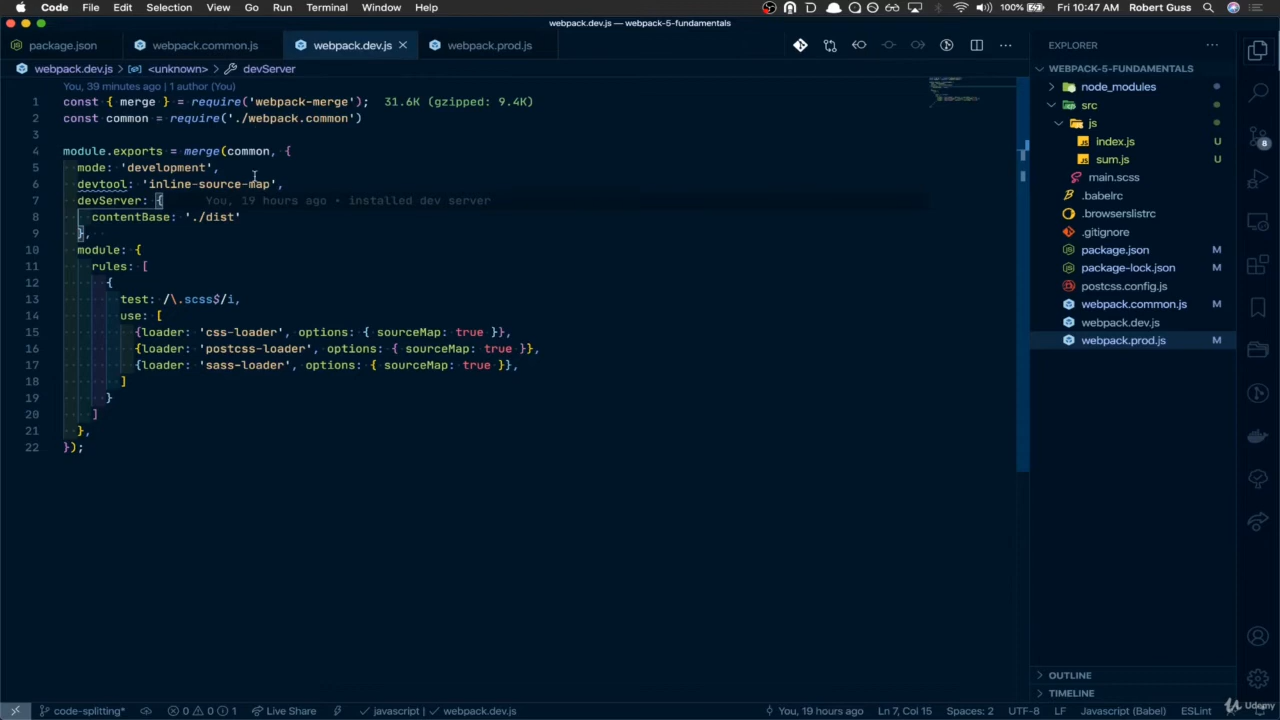 Code File Edit Selection View Go Run Terminal Window Help
100% Fri 10:47 AM Robert Guss
webpack.dev.js — webpack-5-fundamentals
package.json webpack.common.js webpack.dev.js webpack.prod.js
webpack.dev.js > <unknown> > devServer
You, 39 minutes ago | 1 author (You)
1 const { merge } = require('webpack-merge'); 31.6K (gzipped: 9.4K)
2 const common = require('./webpack.common')
3
4 module.exports = merge(common, {
5 mode: 'development',
6 devtool: 'inline-source-map',
7 devServer: { You, 19 hours ago • installed dev server
8 contentBase: './dist'
9 },
10 module: {
11 rules: [
12 {
13 test: /\.scss$/i,
14 use: [
15 {loader: 'css-loader', options: { sourceMap: true }},
16 {loader: 'postcss-loader', options: { sourceMap: true }},
17 {loader: 'sass-loader', options: { sourceMap: true }},
18 ]
19 }
20 ]
21 },
22 });
EXPLORER
WEBPACK-5-FUNDAMENTALS
node_modules
src
js
index.js U
sum.js U
main.scss
.babelrc
.browserslistrc
.gitignore
package.json M
package-lock.json M
postcss.config.js
webpack.common.js M
webpack.dev.js
webpack.prod.js M
8
OUTLINE
TIMELINE
code-splitting* 0 0 1 Live Share javascript | webpack.dev.js You, 19 hours ago Ln 7, Col 15 Spaces: 2 UTF-8 LF Javascript (Babel) ESLint
Udemy